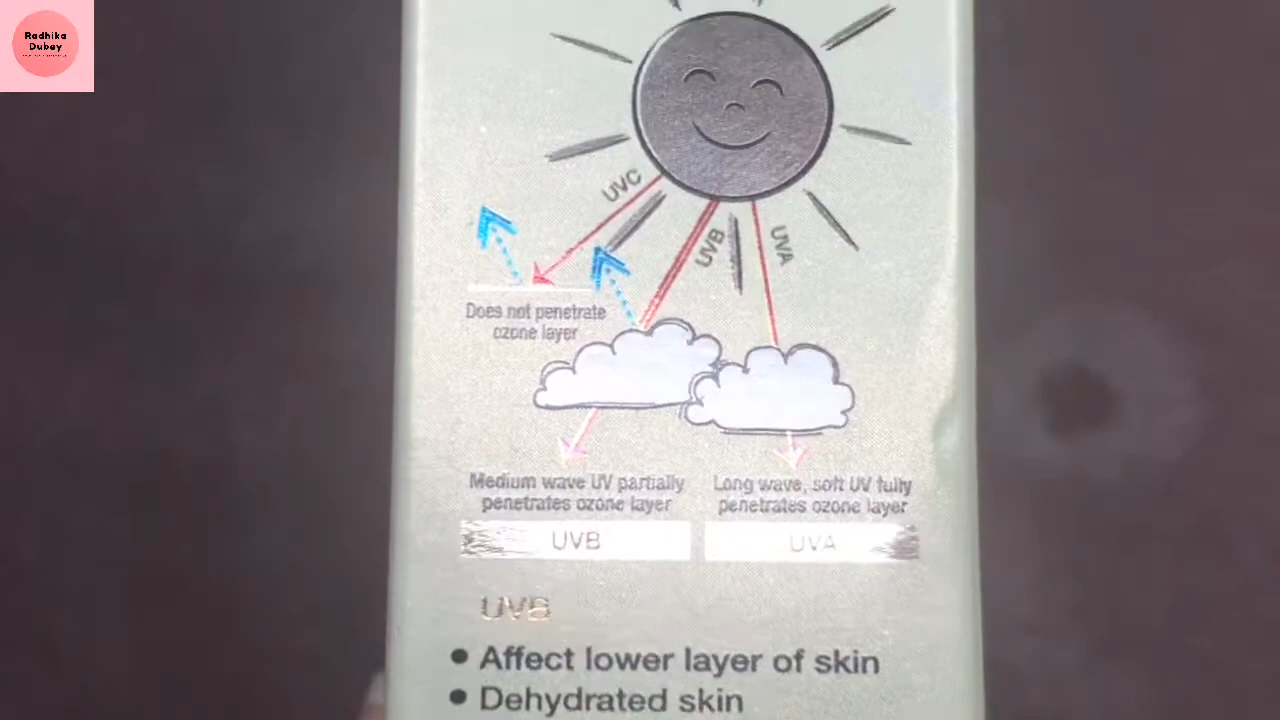 Radhika
Dubey
UVC
UVB
UVA
Does not penetrate
ozone layer
Medium wave UV partially
penetrates ozone layer
Long wave, soft UV fully
penetrates ozone layer
UVB
UVA
UVB
• Affect lower layer of skin
• Dehydrated skin